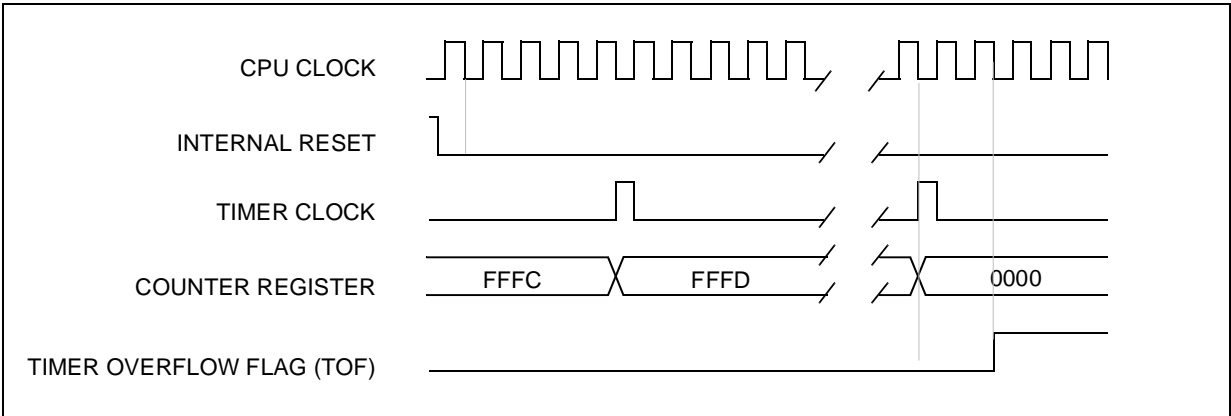 CPU CLOCK
INTERNAL RESET
TIMER CLOCK
COUNTER REGISTER FFFC FFFD 0000
TIMER OVERFLOW FLAG (TOF)